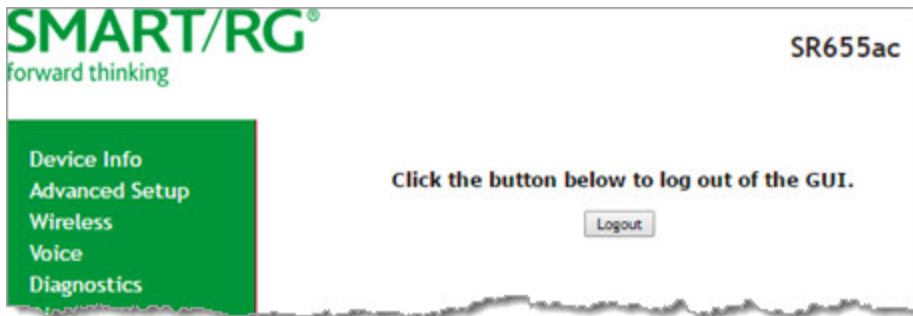 SMART/RG®
forward thinking
SR655ac
Device Info
Advanced Setup
Wireless
Voice
Diagnostics
Click the button below to log out of the GUI.
Logout